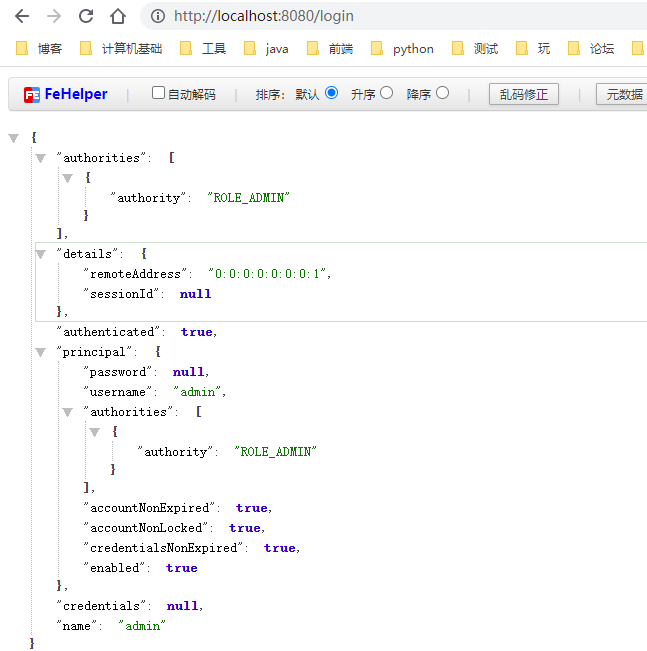 http://localhost:8080/login
博客 计算机基础 工具 java 前端 python 测试 玩 论坛
FeHelper | 自动解码 | 排序: 默认 升序 降序 | 乱码修正 | 元数据
{
"authorities": [
{
"authority": "ROLE_ADMIN"
}
],
"details": {
"remoteAddress": "0:0:0:0:0:0:0:1",
"sessionId": null
},
"authenticated": true,
"principal": {
"password": null,
"username": "admin",
"authorities": [
{
"authority": "ROLE_ADMIN"
}
],
"accountNonExpired": true,
"accountNonLocked": true,
"credentialsNonExpired": true,
"enabled": true
},
"credentials": null,
"name": "admin"
}